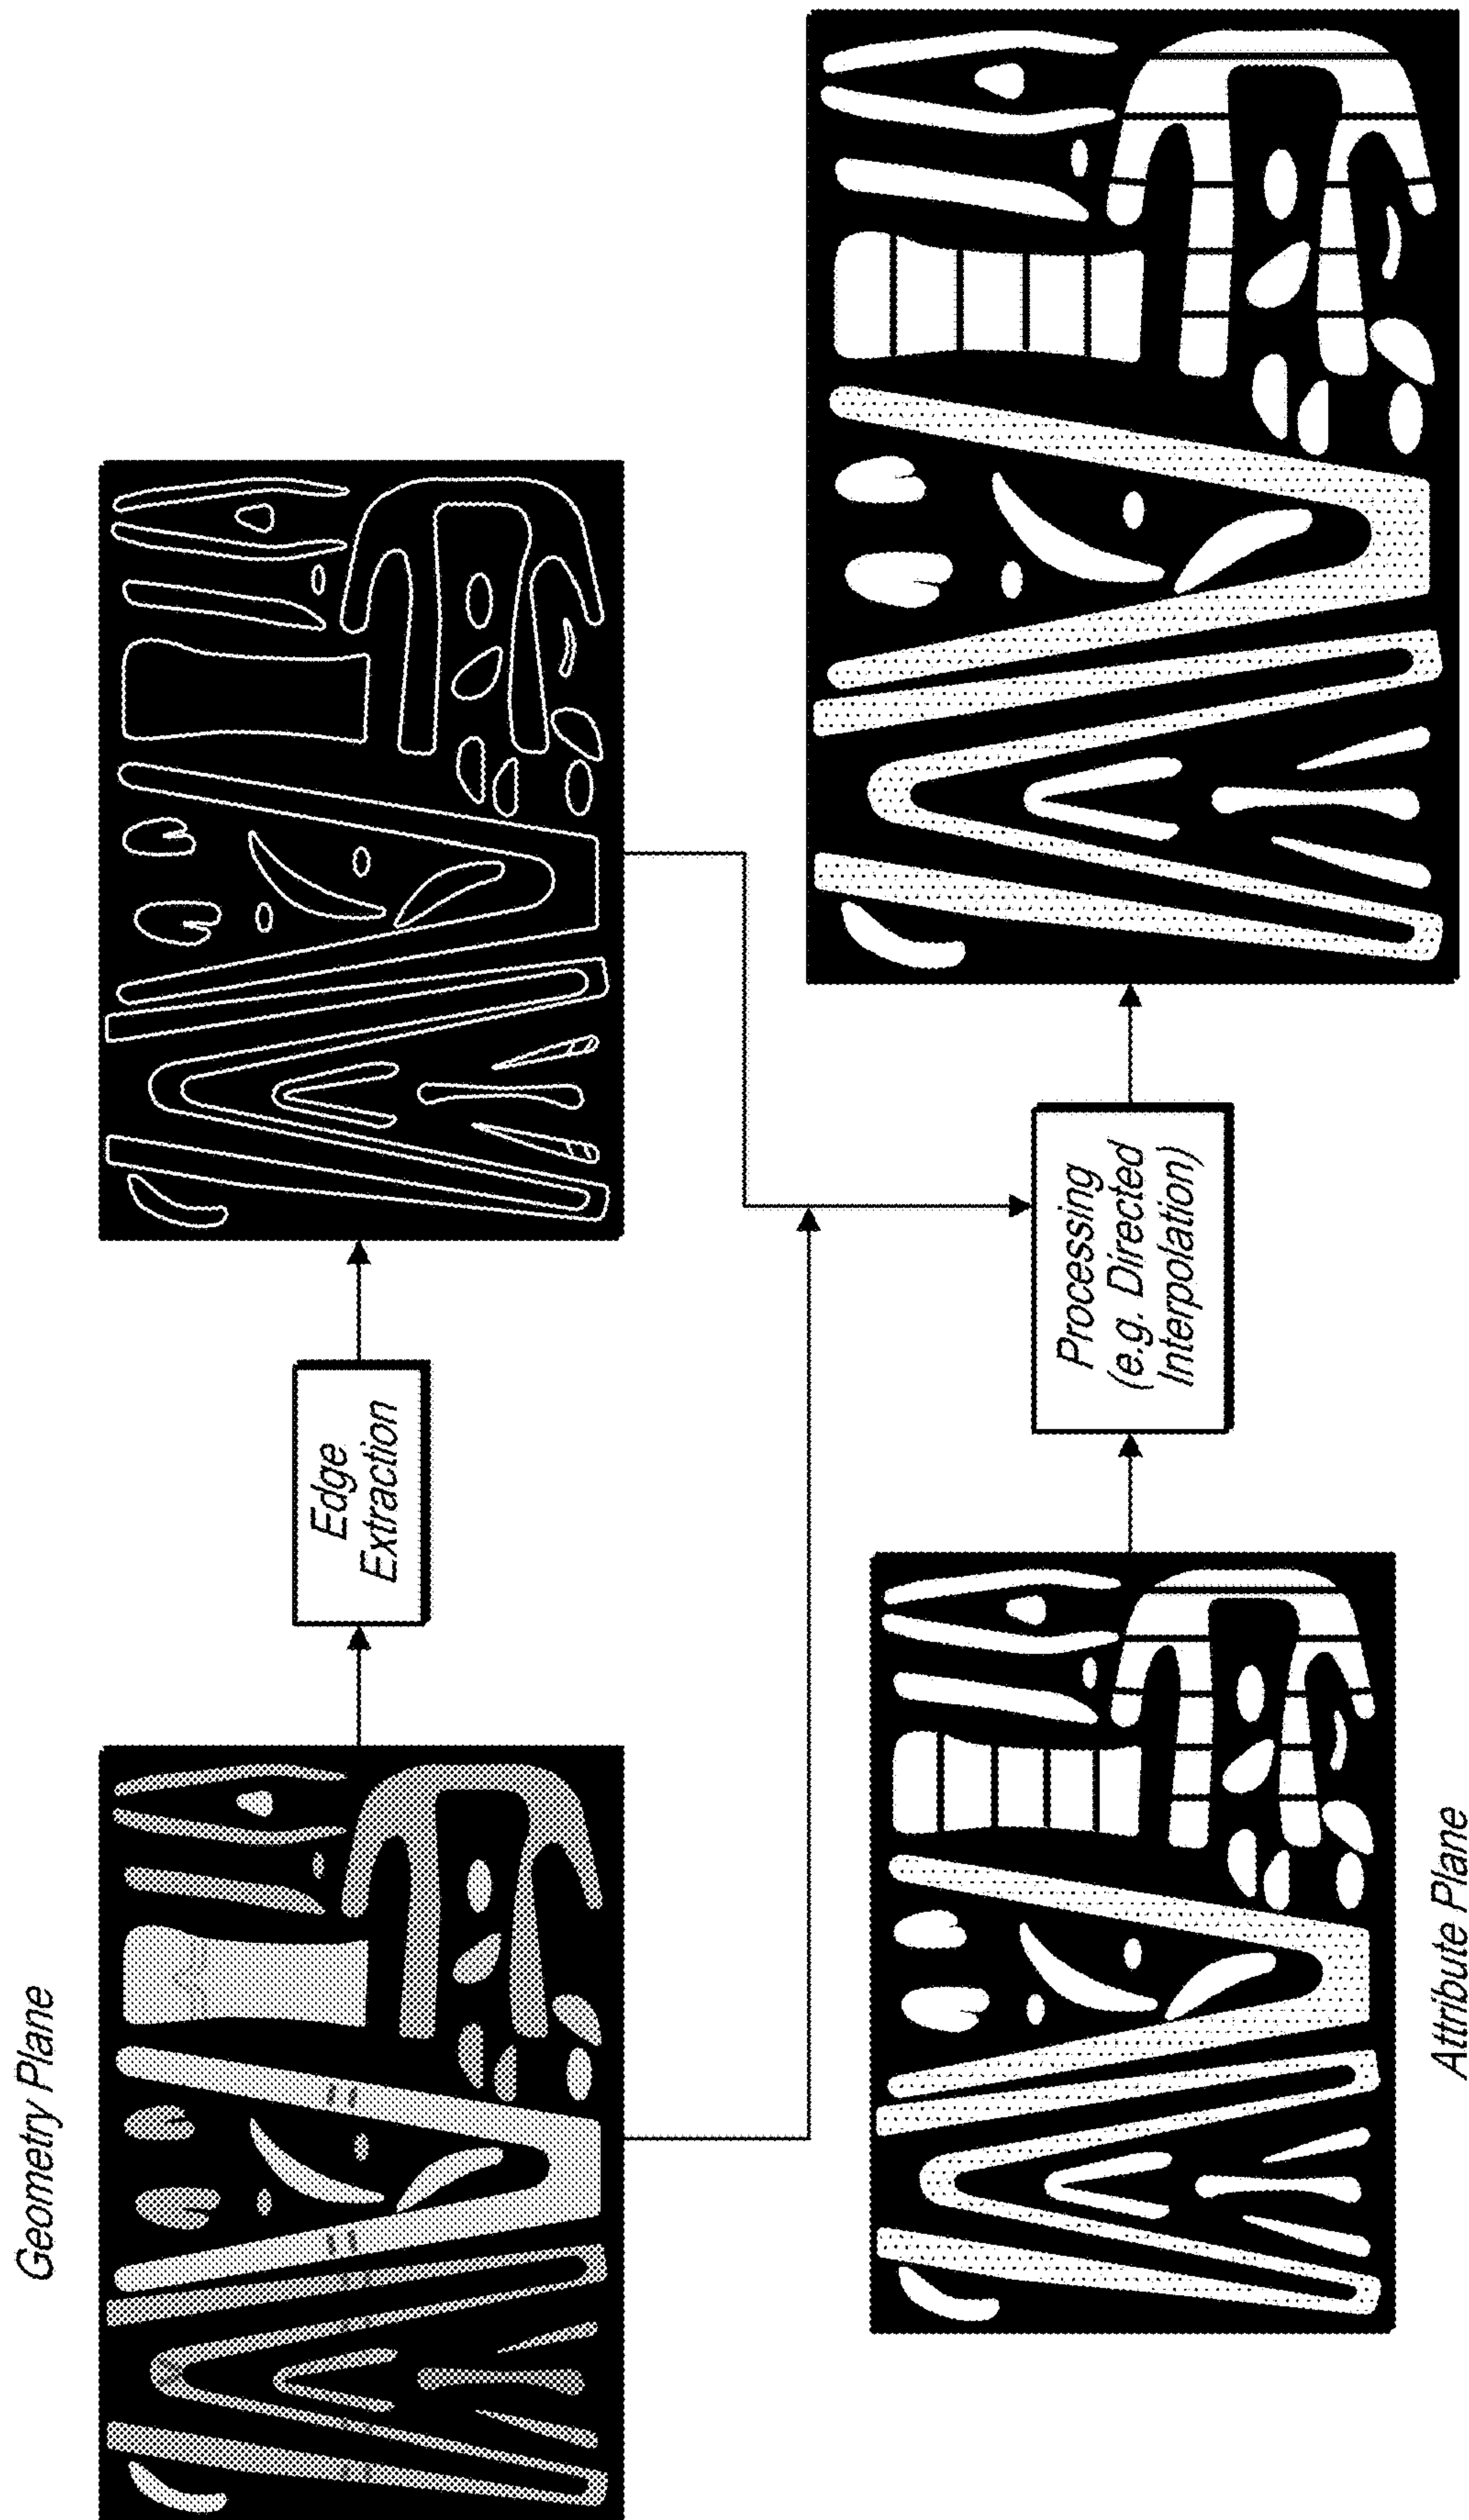 Geometry Plane
Edge
Extraction
Processing
(e.g. Directed
Interpolation)
Attribute Plane